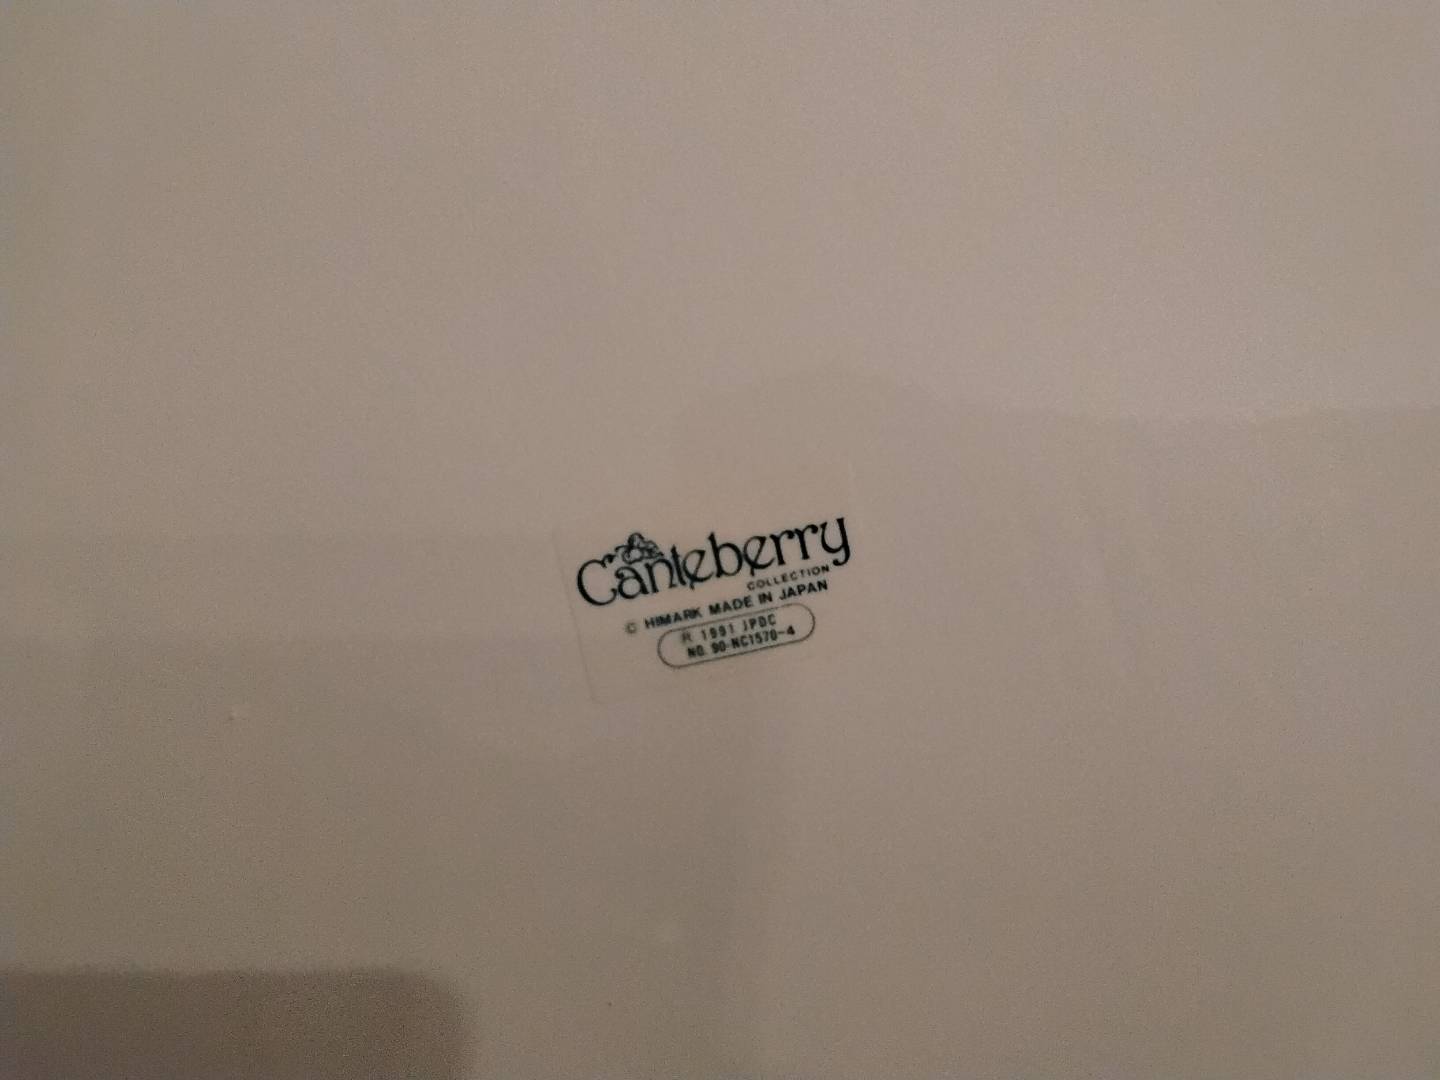 Canteberry
COLLECTION
© HIMARK MADE IN JAPAN
R. 1991 JPDC
NO. 90-NC1570-4